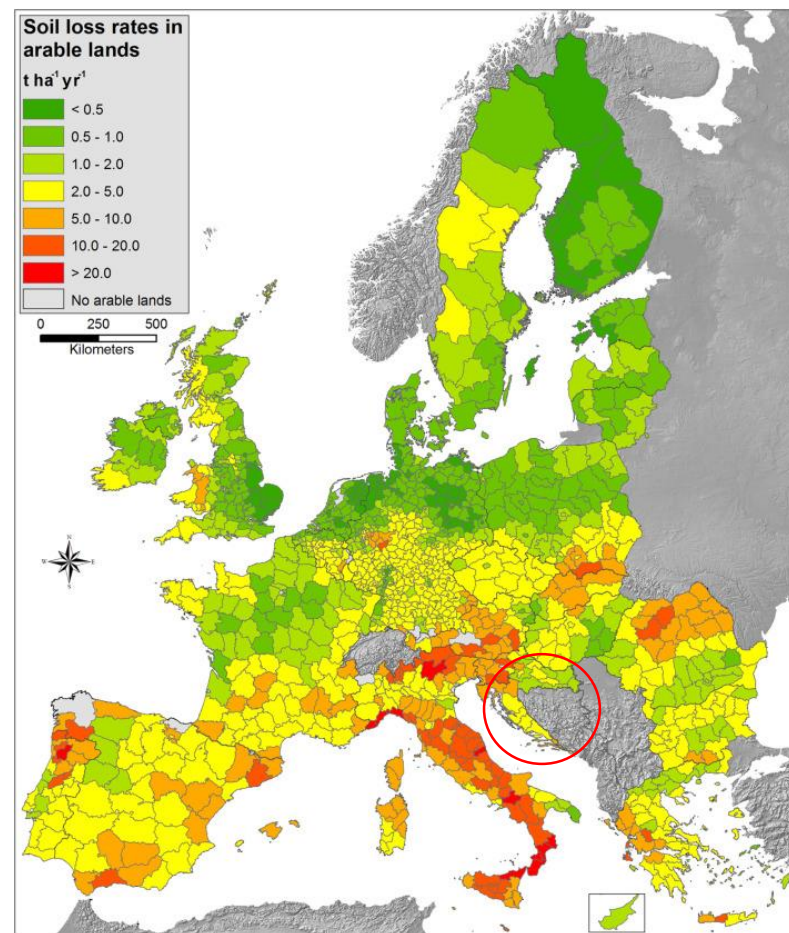 Soil loss rates in
arable lands
t ha⁻¹ yr⁻¹
< 0.5
0.5 - 1.0
1.0 - 2.0
2.0 - 5.0
5.0 - 10.0
10.0 - 20.0
> 20.0
No arable lands
0 250 500
Kilometers
N
W E
S